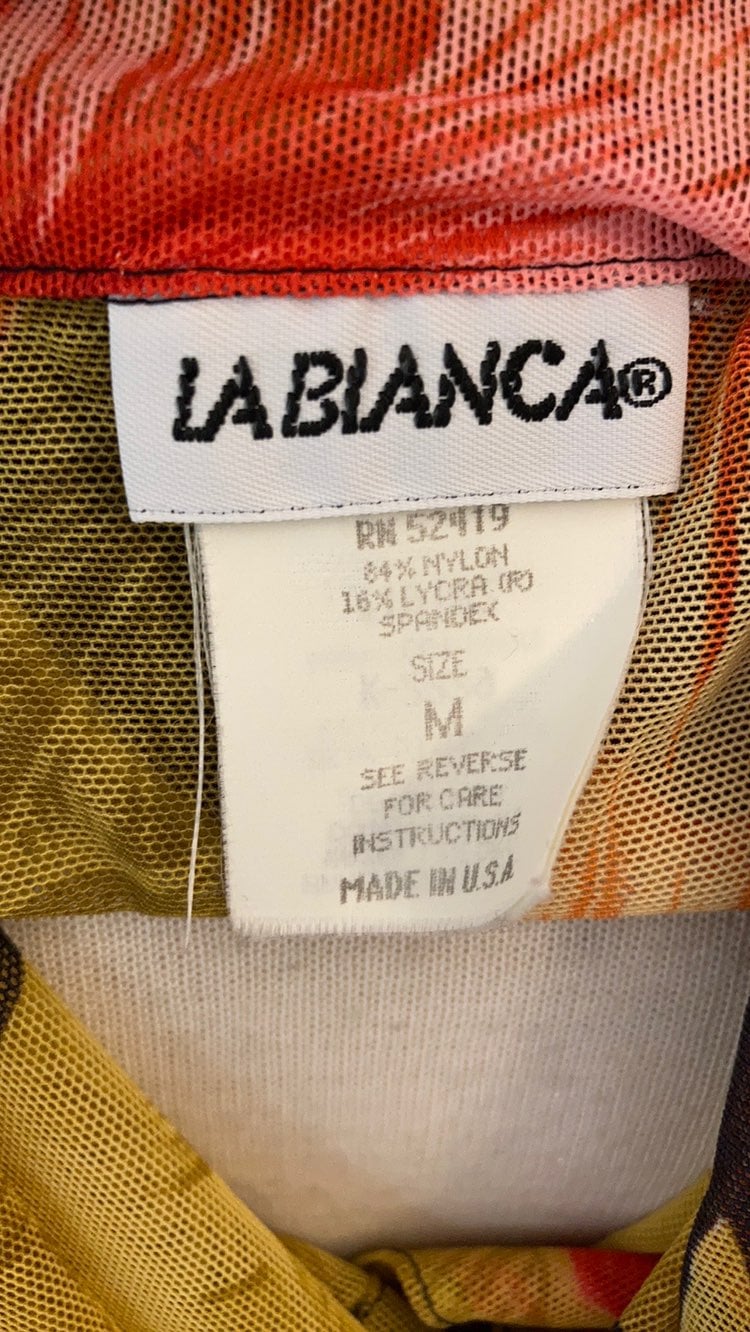 LABIANCA®
RN 52419
84% NYLON
16% LYCRA (R)
SPANDEX
SIZE
M
SEE REVERSE
FOR CARE
INSTRUCTIONS
MADE IN U.S.A